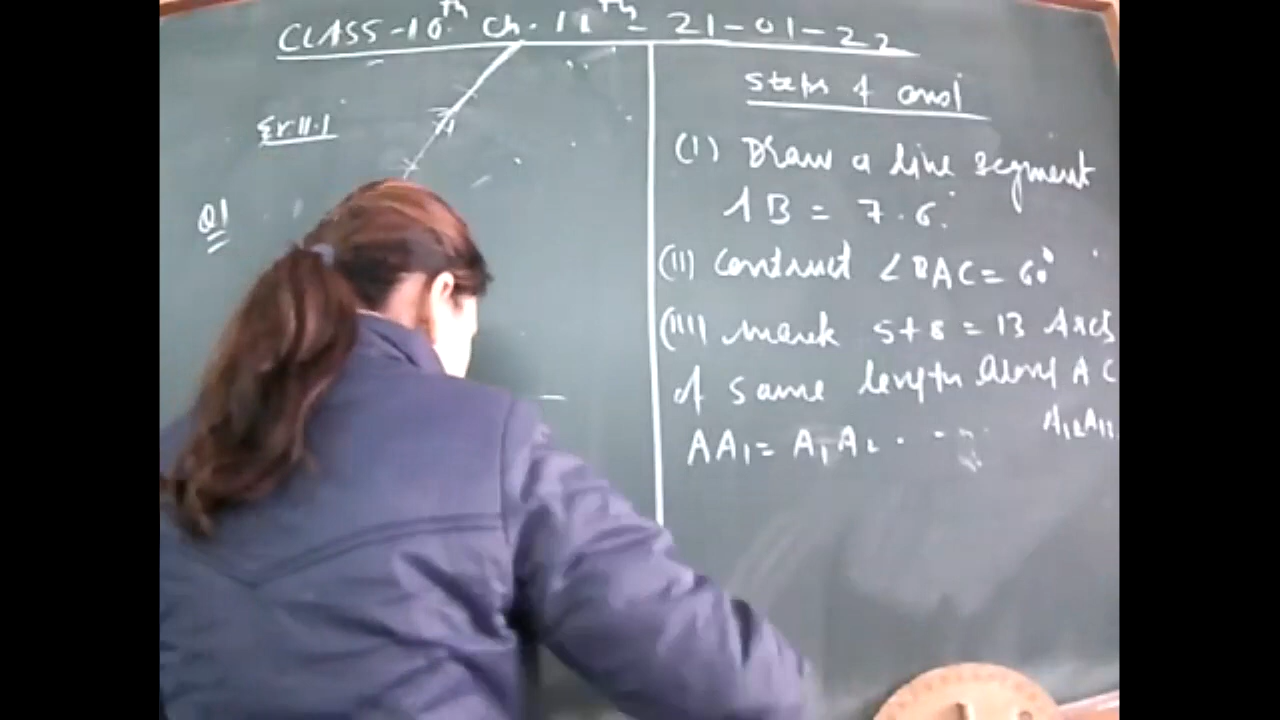 CLASS-10th Ch. 11th - 21-01-22
Ex.11.1
Q1
Steps of const
(I) Draw a line segment
AB = 7.6.
(II) Construct ∠BAC = 60°
(III) mark 5+8 = 13 Arcs
of same length along AC
AA₁ = A₁A₂ . - - A₁₂A₁₃